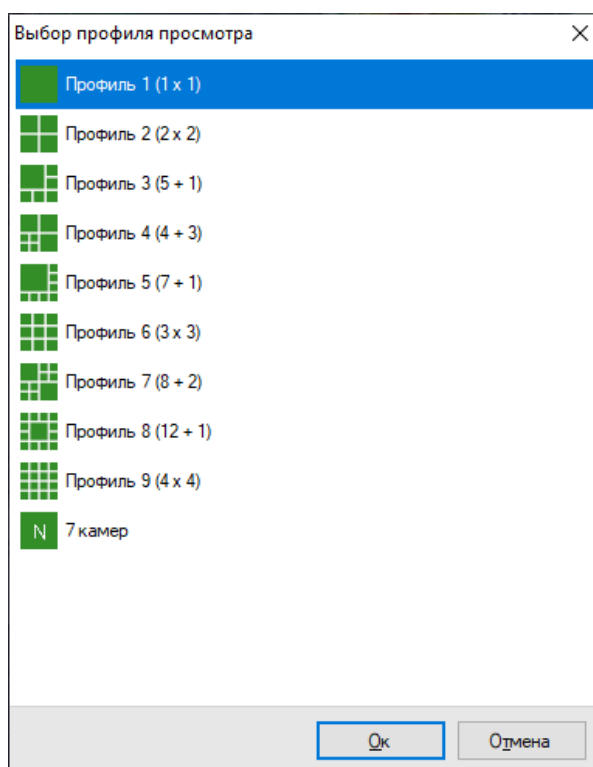 Выбор профиля просмотра
Профиль 1 (1 x 1)
Профиль 2 (2 x 2)
Профиль 3 (5 + 1)
Профиль 4 (4 + 3)
Профиль 5 (7 + 1)
Профиль 6 (3 x 3)
Профиль 7 (8 + 2)
Профиль 8 (12 + 1)
Профиль 9 (4 x 4)
N 7 камер
Ок Отмена